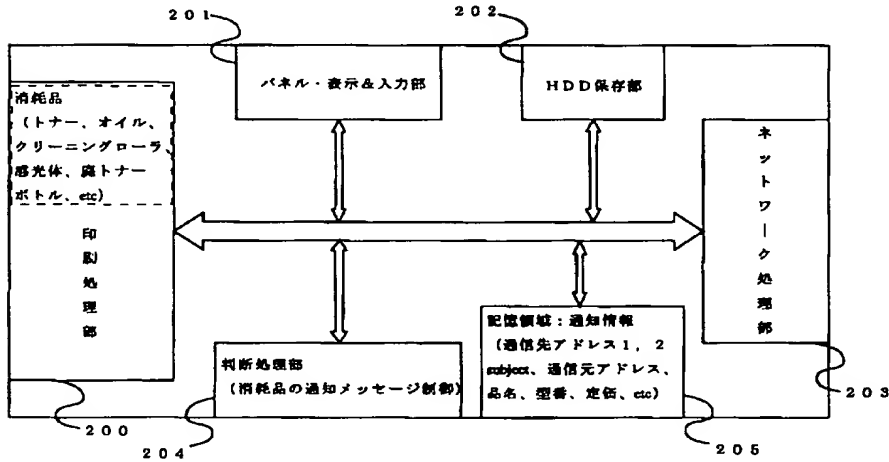 201
202
パネル・表示&入力部
HDD保存部
消耗品
(トナー、オイル、
クリーニングローラ、
感光体、廃トナー
ボトル、etc)
印刷処理部
ネットワーク処理部
判断処理部
(消耗品の通知メッセージ制御)
記憶領域:通知情報
(通信先アドレス1, 2
subject、通信元アドレス、
品名、型番、定価、etc)
200
204
205
203